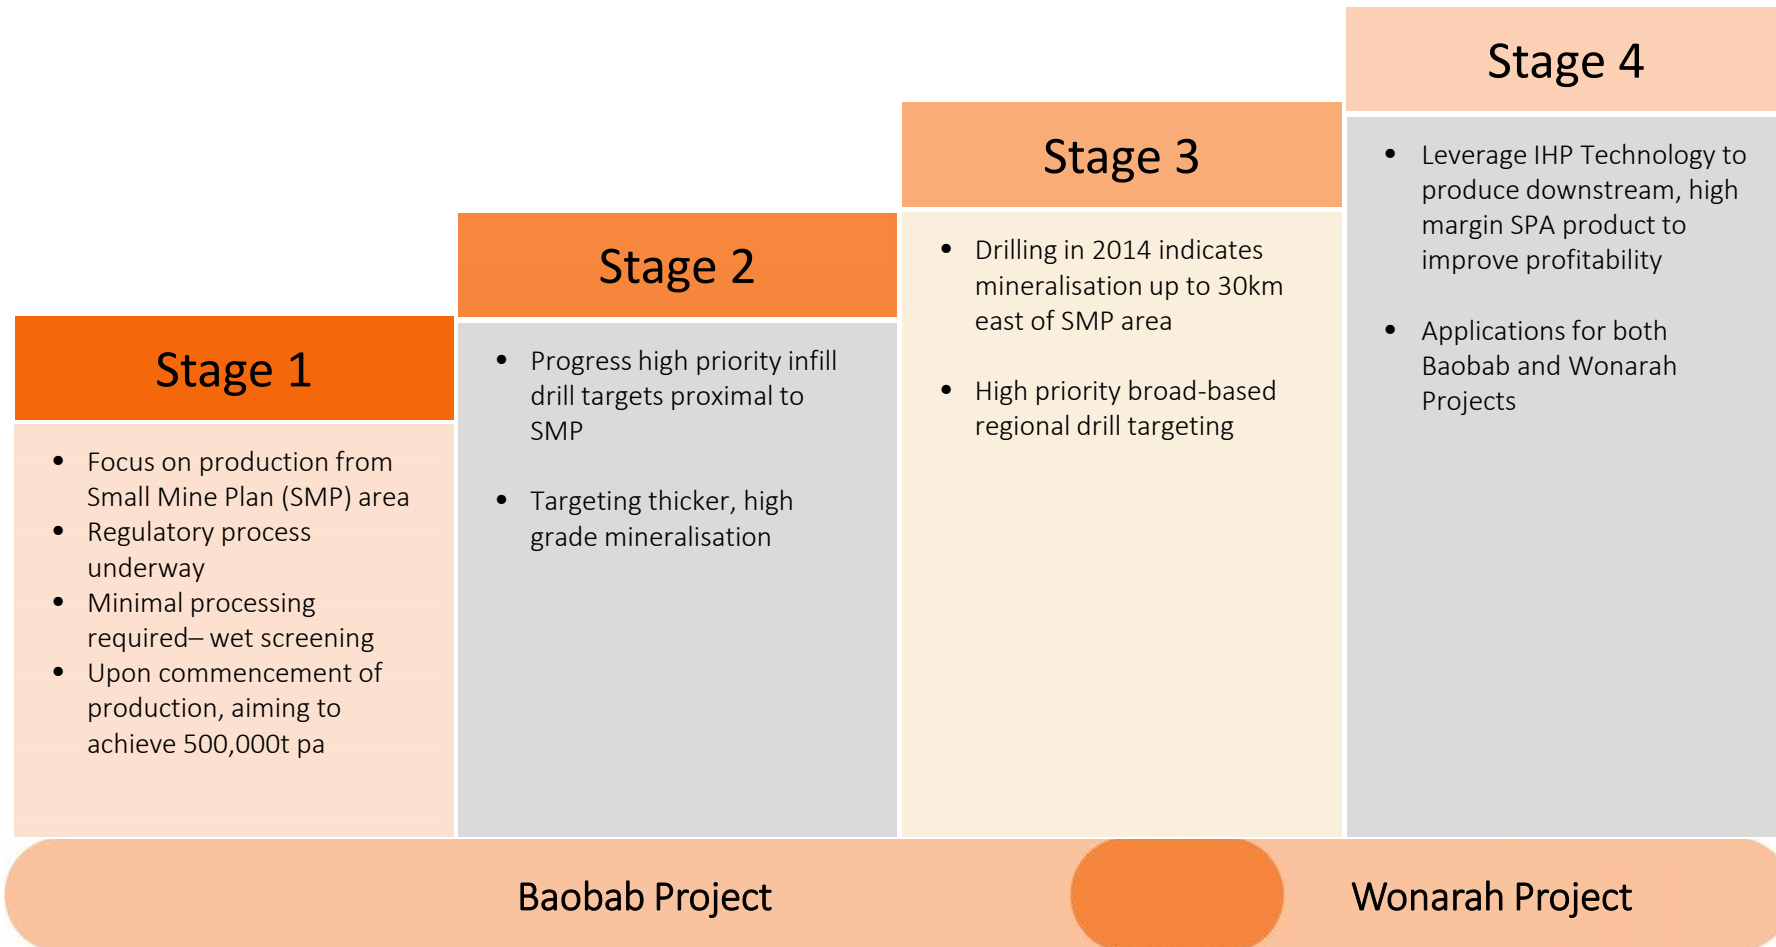 Stage 1
• Focus on production from
Small Mine Plan (SMP) area
• Regulatory process
underway
• Minimal processing
required– wet screening
• Upon commencement of
production, aiming to
achieve 500,000t pa
Stage 2
• Progress high priority infill
drill targets proximal to
SMP
• Targeting thicker, high
grade mineralisation
Stage 3
• Drilling in 2014 indicates
mineralisation up to 30km
east of SMP area
• High priority broad-based
regional drill targeting
Stage 4
• Leverage IHP Technology to
produce downstream, high
margin SPA product to
improve profitability
• Applications for both
Baobab and Wonarah
Projects
Baobab Project
Wonarah Project